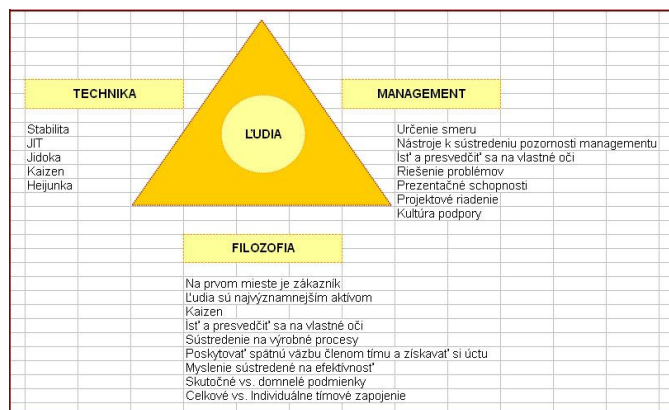 TECHNIKA
Stabilita
JIT
Jidoka
Kaizen
Heijunka
ĽUDIA
MANAGEMENT
Určenie smeru
Nástroje k sústredeniu pozornosti managementu
Ísť a presvedčiť sa na vlastné oči
Riešenie problémov
Prezentačné schopnosti
Projektové riadenie
Kultúra podpory
FILOZOFIA
Na prvom mieste je zákazník
Ľudia sú najvýznamnejším aktívom
Kaizen
Ísť a presvedčiť sa na vlastné oči
Sústredenie na výrobné procesy
Poskytovať spätnú väzbu členom tímu a získavať si úctu
Myslenie sústredené na efektívnosť
Skutočné vs. domnelé podmienky
Celkové vs. Individuálne tímové zapojenie